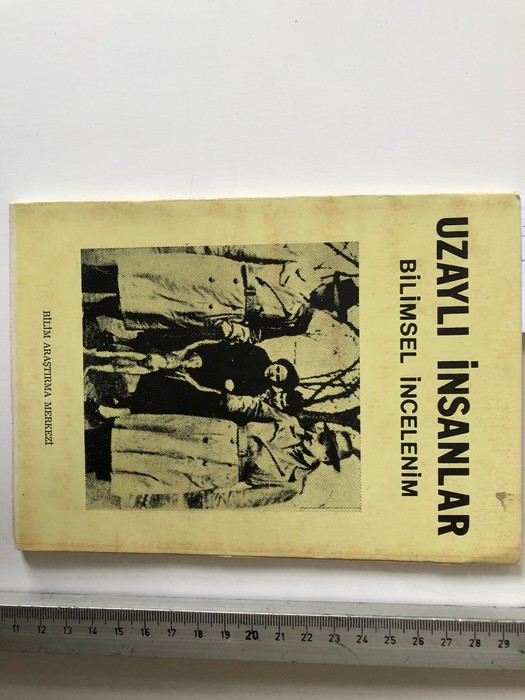 UZAYLI İNSANLAR
BİLİMSEL İNCELENİM
BİLİM ARAŞTIRMA MERKEZİ
11 12 13 14 15 16 17 18 19 20 21 22 23 24 25 26 27 28 29